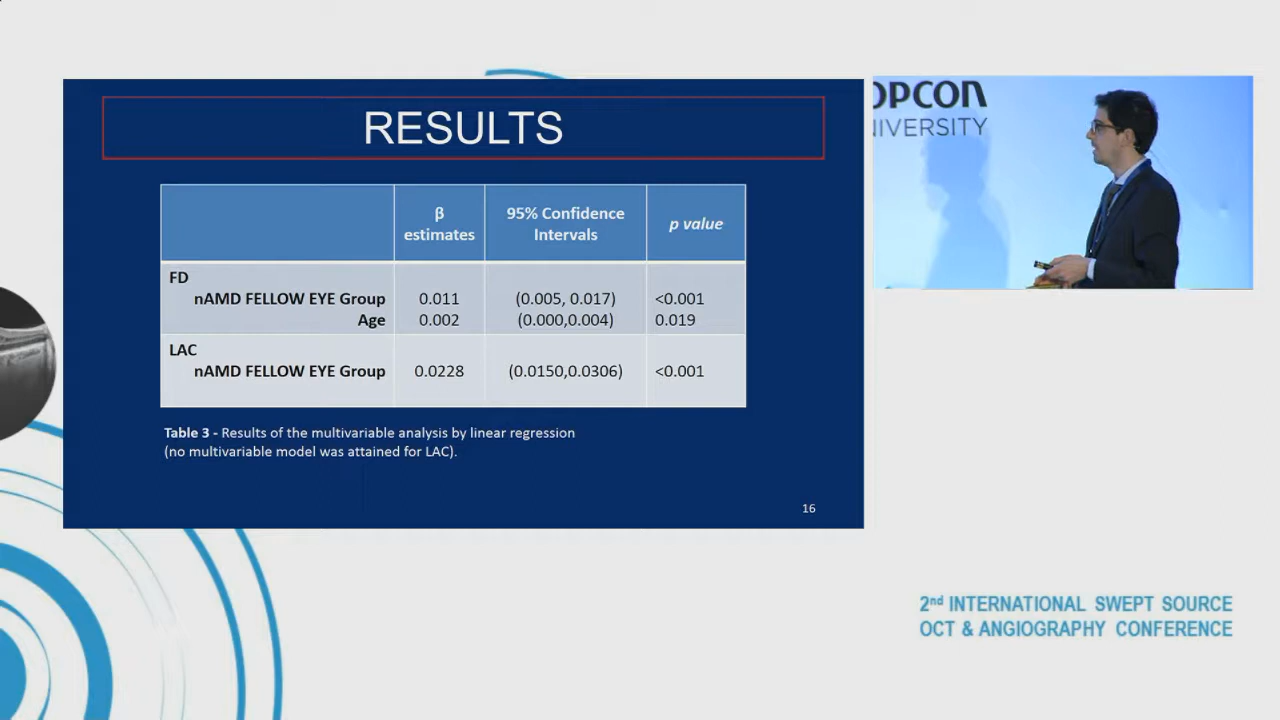 RESULTS
β estimates
95% Confidence Intervals
p value
FD
nAMD FELLOW EYE Group 0.011 (0.005, 0.017) <0.001
Age 0.002 (0.000,0.004) 0.019
LAC
nAMD FELLOW EYE Group 0.0228 (0.0150,0.0306) <0.001
Table 3 - Results of the multivariable analysis by linear regression
(no multivariable model was attained for LAC).
16
OPCON
NIVERSITY
2nd INTERNATIONAL SWEPT SOURCE
OCT & ANGIOGRAPHY CONFERENCE